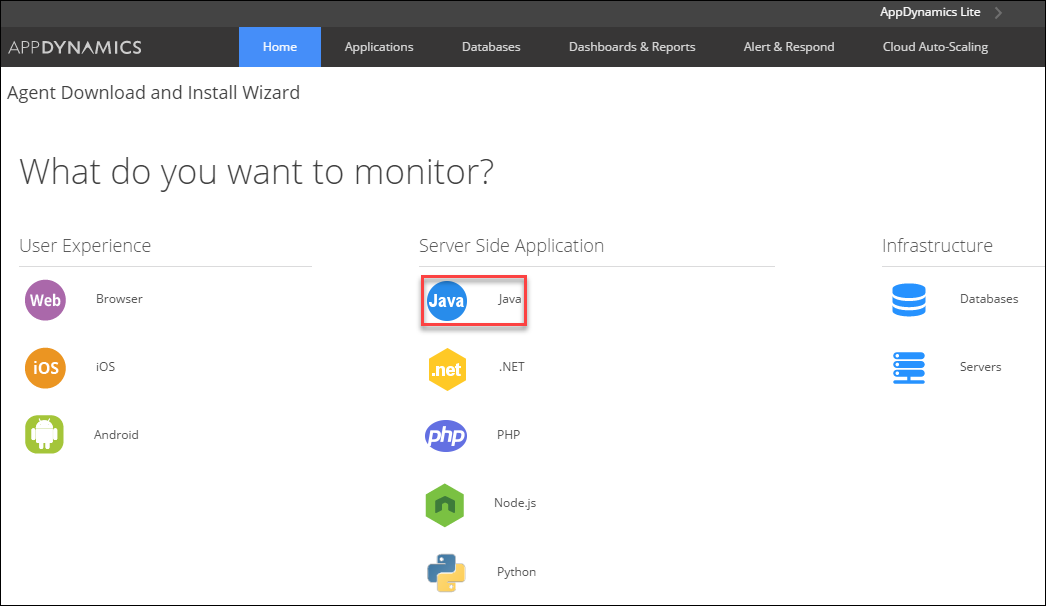 AppDynamics Lite
APPDYNAMICS
Home
Applications
Databases
Dashboards & Reports
Alert & Respond
Cloud Auto-Scaling
Agent Download and Install Wizard
What do you want to monitor?
User Experience
Web Browser
iOS iOS
Android
Server Side Application
Java Java
.net .NET
php PHP
Node.js
Python
Infrastructure
Databases
Servers